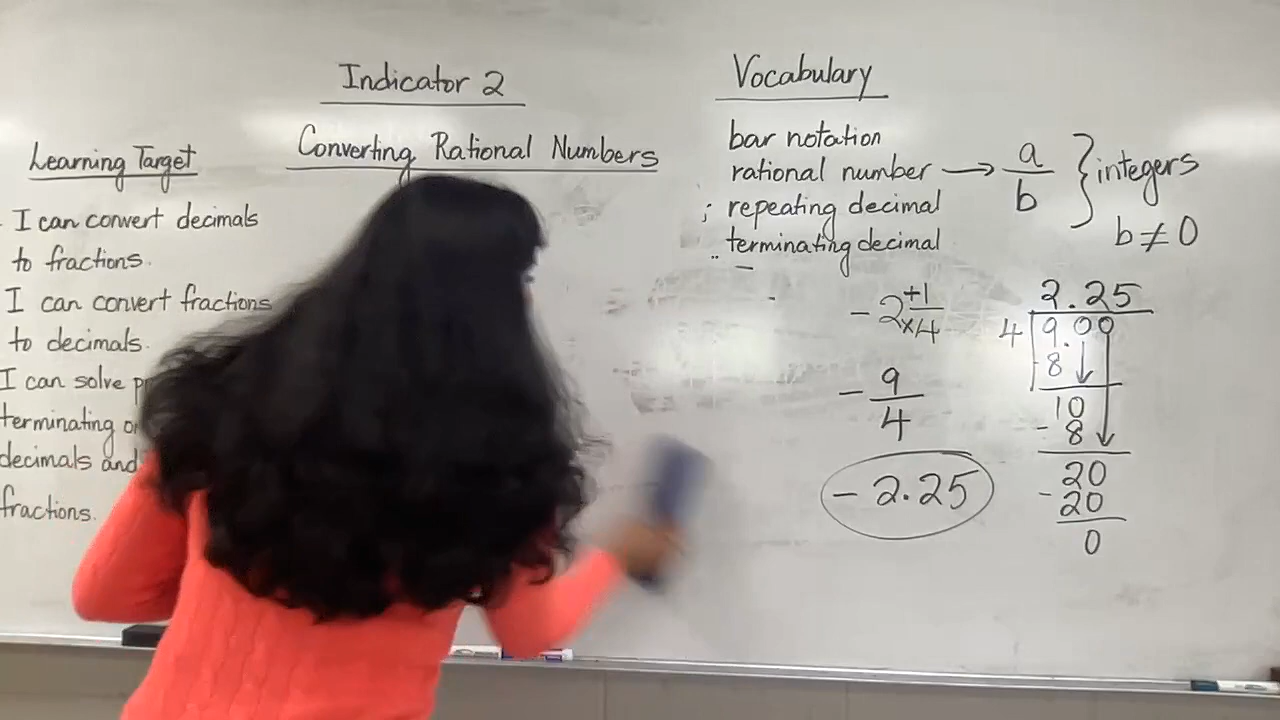 Indicator 2
Converting Rational Numbers
Learning Target
I can convert decimals
to fractions.
I can convert fractions
to decimals.
I can solve
terminating
decimals and
fractions.
Vocabulary
bar notation
rational number → a/b } integers
b ≠ 0
repeating decimal
terminating decimal
- 2 +1/×4
- 9/4
- 2.25
2.25
4 9.00
8
10
- 8
20
- 20
0